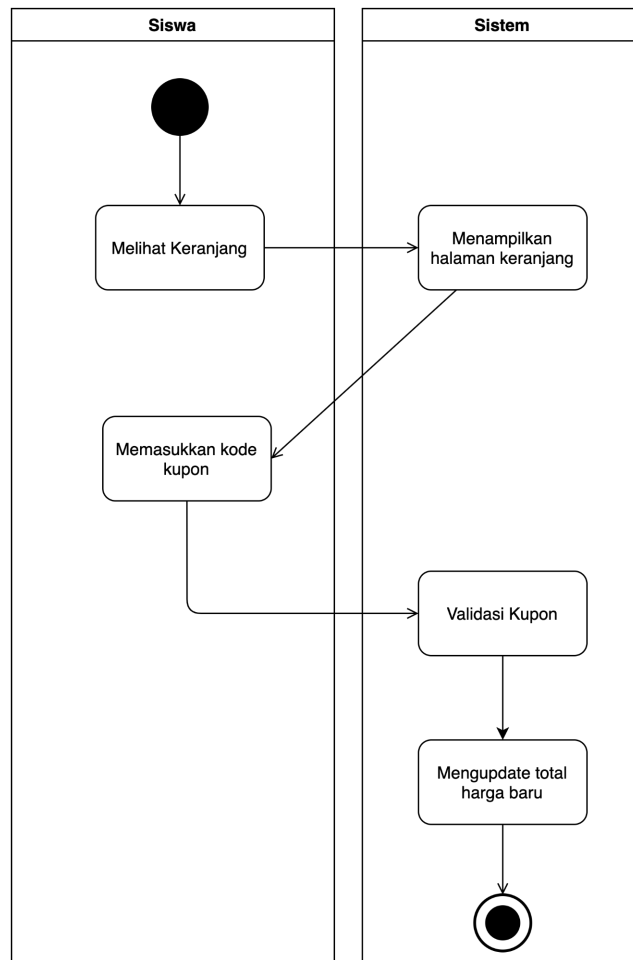 Siswa
Sistem
Melihat Keranjang
Menampilkan
halaman keranjang
Memasukkan kode
kupon
Validasi Kupon
Mengupdate total
harga baru